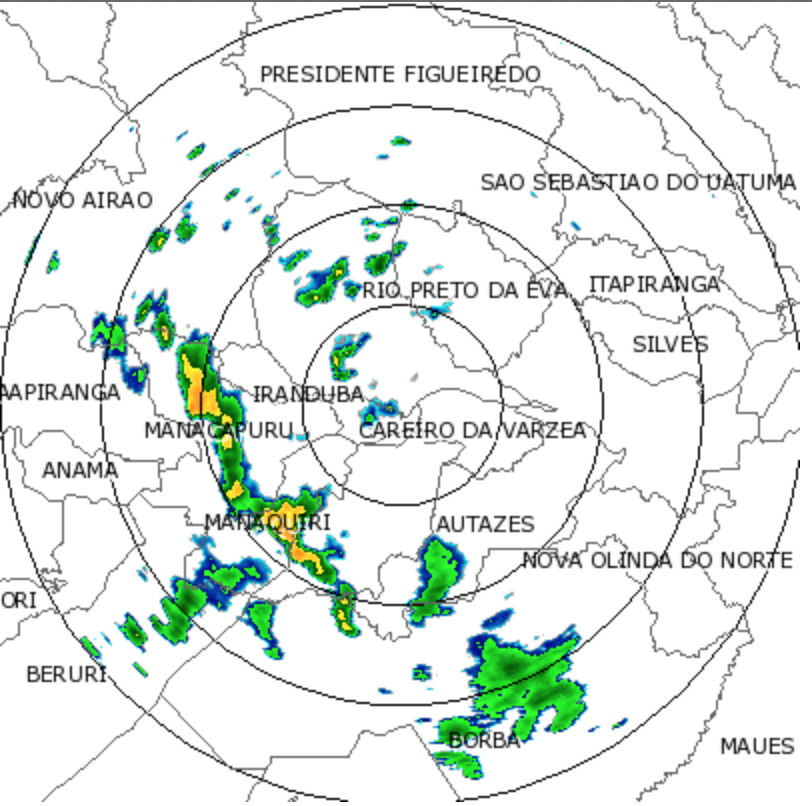 PRESIDENTE FIGUEIREDO
SAO SEBASTIAO DO UATUMA
NOVO AIRAO
ITAPIRANGA
RIO PRETO DA EVA
SILVES
AAPIRANGA
IRANDUBA
MANACAPURU
CAREIRO DA VARZEA
ANAMA
MANAQUIRI
AUTAZES
NOVA OLINDA DO NORTE
ORI
BERURI
BORBA
MAUES